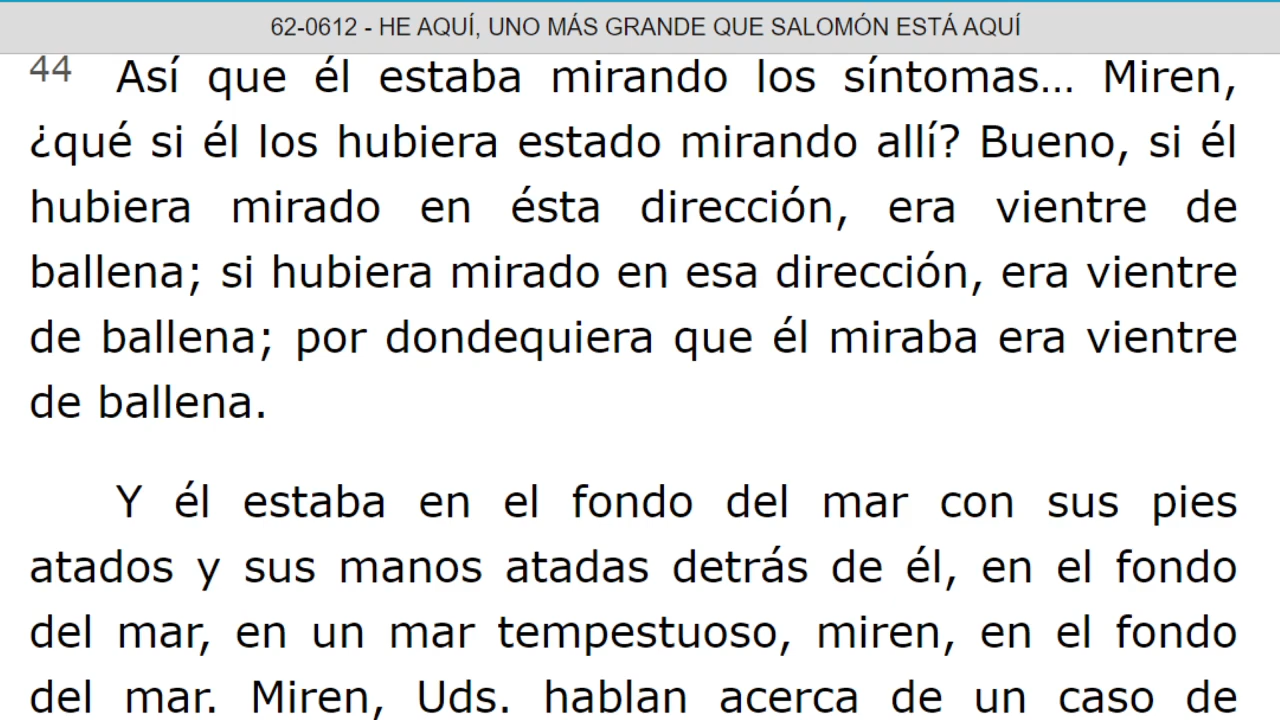 62-0612 - HE AQUÍ, UNO MÁS GRANDE QUE SALOMÓN ESTÁ AQUÍ
44 Así que él estaba mirando los síntomas… Miren,
¿qué si él los hubiera estado mirando allí? Bueno, si él
hubiera mirado en ésta dirección, era vientre de
ballena; si hubiera mirado en esa dirección, era vientre
de ballena; por dondequiera que él miraba era vientre
de ballena.
Y él estaba en el fondo del mar con sus pies
atados y sus manos atadas detrás de él, en el fondo
del mar, en un mar tempestuoso, miren, en el fondo
del mar. Miren, Uds. hablan acerca de un caso de